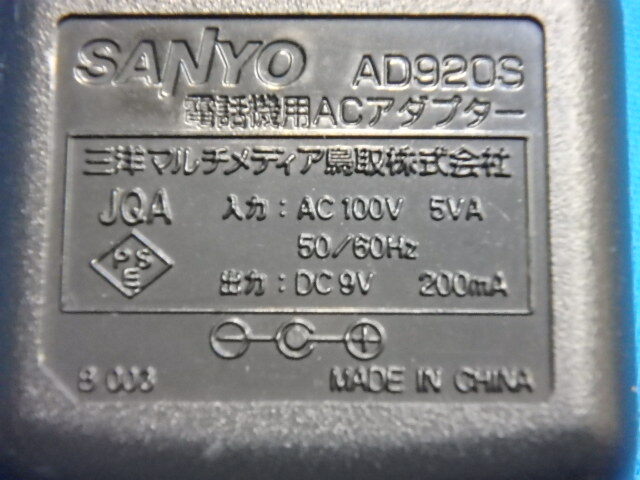 SANYO AD920S
電話機用ACアダプター
三洋マルチメディア鳥取株式会社
JQA 入力：AC 100V 5VA
50/60Hz
PSE
出力：DC 9V 200mA
B 003 MADE IN CHINA